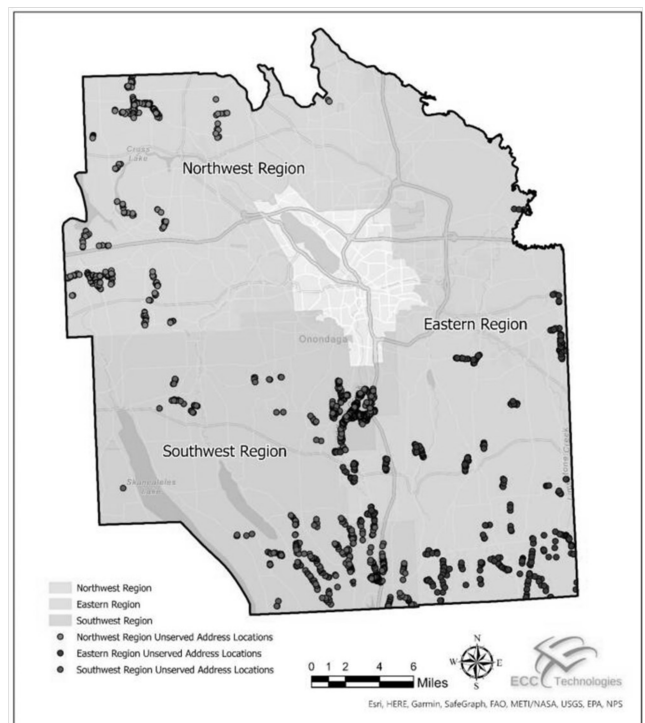 Cross
Lake
Northwest Region
Eastern Region
Onondaga
Southwest Region
Skaneateles
Lake
Creek
Northwest Region
Eastern Region
Southwest Region
Northwest Region Unserved Address Locations
Eastern Region Unserved Address Locations
Southwest Region Unserved Address Locations
N
W
E
S
0 1 2 4 6
Miles
ECC Technologies
Esri, HERE, Garmin, SafeGraph, FAO, METI/NASA, USGS, EPA, NPS